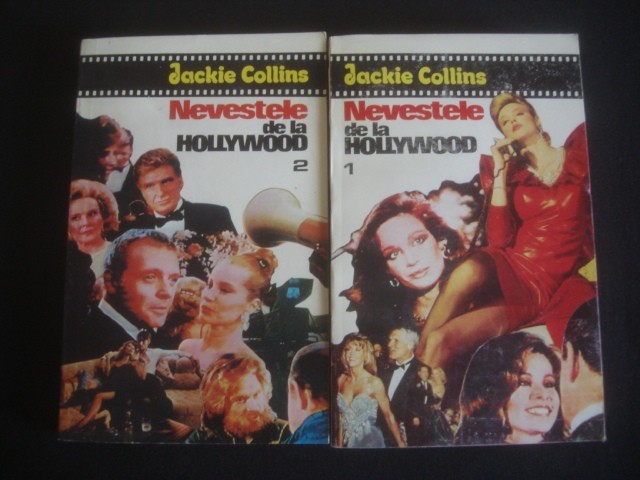 Jackie Collins
Nevestele
de la
HOLLYWOOD
2
Jackie Collins
Nevestele
de la
HOLLYWOOD
1